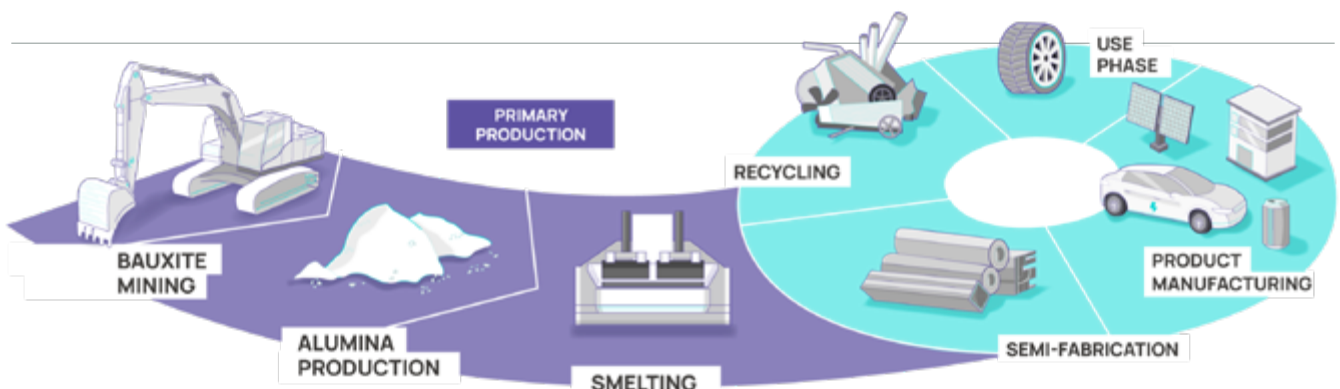 PRIMARY
PRODUCTION
BAUXITE
MINING
ALUMINA
PRODUCTION
SMELTING
RECYCLING
USE
PHASE
PRODUCT
MANUFACTURING
SEMI-FABRICATION